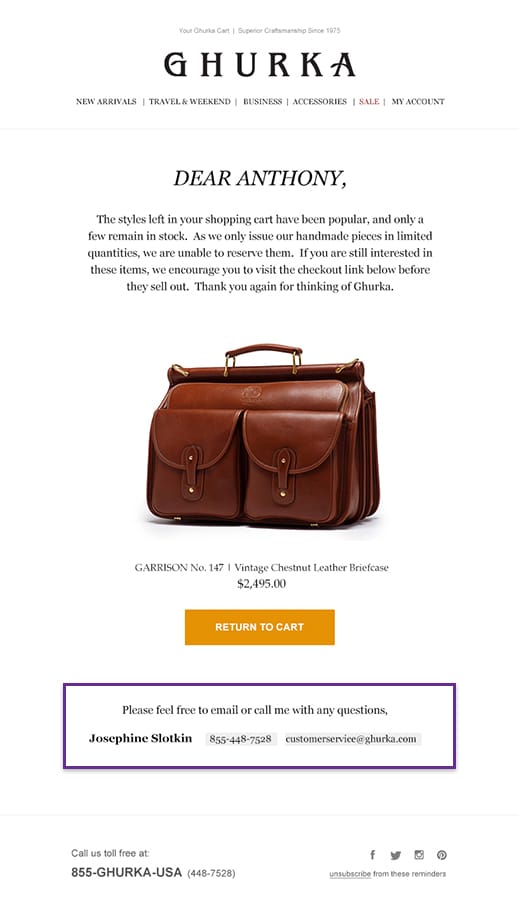 Your Ghurka Cart | Superior Craftsmanship Since 1975
GHURKA
NEW ARRIVALS | TRAVEL & WEEKEND | BUSINESS | ACCESSORIES | SALE | MY ACCOUNT
DEAR ANTHONY,
The styles left in your shopping cart have been popular, and only a
few remain in stock. As we only issue our handmade pieces in limited
quantities, we are unable to reserve them. If you are still interested in
these items, we encourage you to visit the checkout link below before
they sell out. Thank you again for thinking of Ghurka.
GARRISON No. 147 | Vintage Chestnut Leather Briefcase
$2,495.00
RETURN TO CART
Please feel free to email or call me with any questions,
Josephine Slotkin 855-448-7528 customerservice@ghurka.com
Call us toll free at:
855-GHURKA-USA (448-7528)
unsubscribe from these reminders